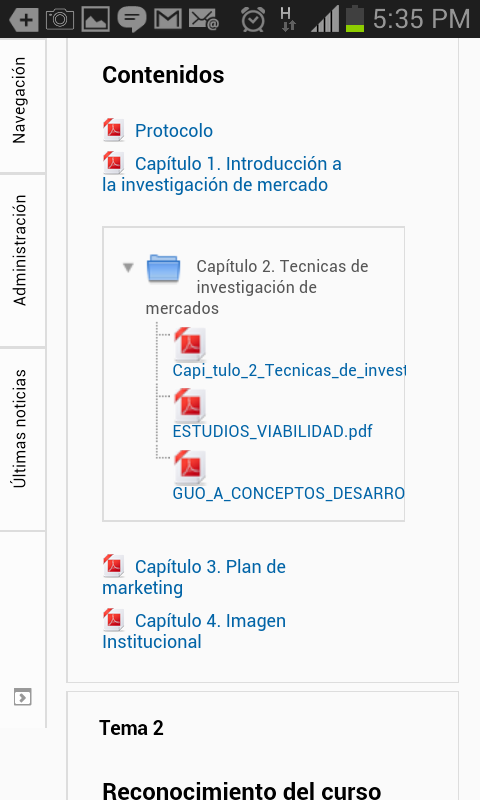 H
5:35 PM
Navegación
Administración
Últimas noticias
Contenidos
Protocolo
Capítulo 1. Introducción a
la investigación de mercado
Capítulo 2. Tecnicas de
investigación de
mercados
Capi_tulo_2_Tecnicas_de_invest
ESTUDIOS_VIABILIDAD.pdf
GUO_A_CONCEPTOS_DESARRO
Capítulo 3. Plan de
marketing
Capítulo 4. Imagen
Institucional
Tema 2
Reconocimiento del curso